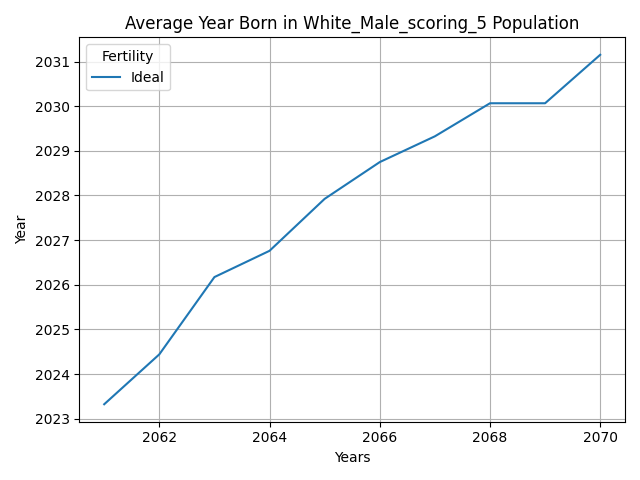 Average Year Born in White_Male_scoring_5 Population
Fertility
Ideal
2031
2030
2029
2028
2027
2026
2025
2024
2023
Year
2062 2064 2066 2068 2070
Years